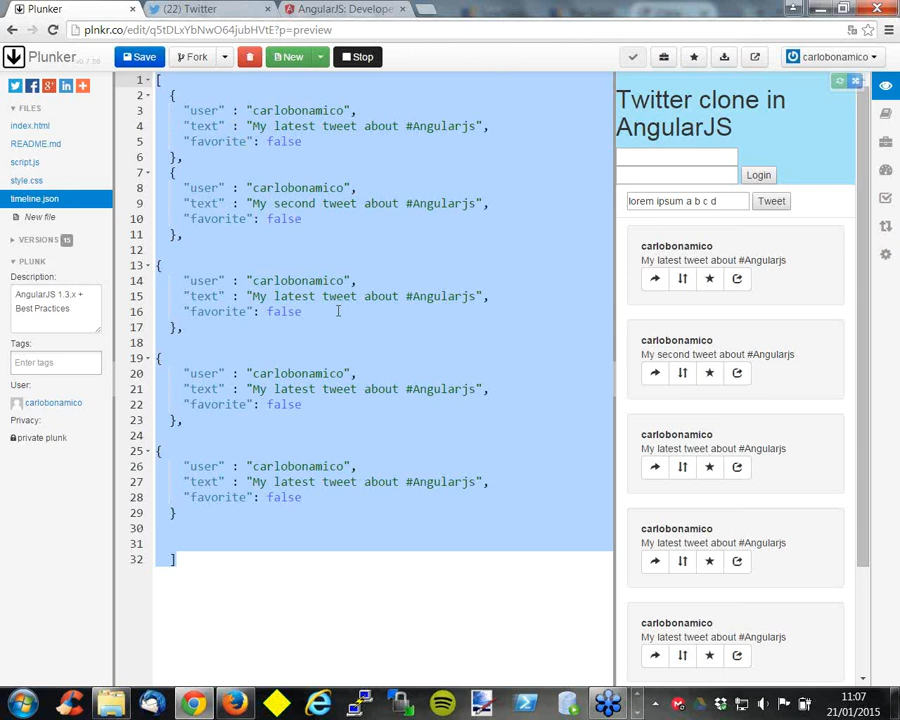 Plunker
(22) Twitter
AngularJS: Develope
plnkr.co/edit/q5tDLxYbNwO64jubHVtE?p=preview
Plunker
Save
Fork
New
Stop
carlobonamico
FILES
index.html
README.md
script.js
style.css
timeline.json
New file
VERSIONS 15
PLUNK
Description:
AngularJS 1.3.x +
Best Practices
Tags:
Enter tags
User:
carlobonamico
Privacy:
private plunk
1 [
2 {
3 "user" : "carlobonamico",
4 "text" : "My latest tweet about #Angularjs",
5 "favorite": false
6 },
7 {
8 "user" : "carlobonamico",
9 "text" : "My second tweet about #Angularjs",
10 "favorite": false
11 },
12
13 {
14 "user" : "carlobonamico",
15 "text" : "My latest tweet about #Angularjs",
16 "favorite": false
17 },
18
19 {
20 "user" : "carlobonamico",
21 "text" : "My latest tweet about #Angularjs",
22 "favorite": false
23 },
24
25 {
26 "user" : "carlobonamico",
27 "text" : "My latest tweet about #Angularjs",
28 "favorite": false
29 }
30
31
32 ]
Twitter clone in
AngularJS
Login
lorem ipsum a b c d Tweet
carlobonamico
My latest tweet about #Angularjs
carlobonamico
My second tweet about #Angularjs
carlobonamico
My latest tweet about #Angularjs
carlobonamico
My latest tweet about #Angularjs
carlobonamico
My latest tweet about #Angularjs
11:07
21/01/2015